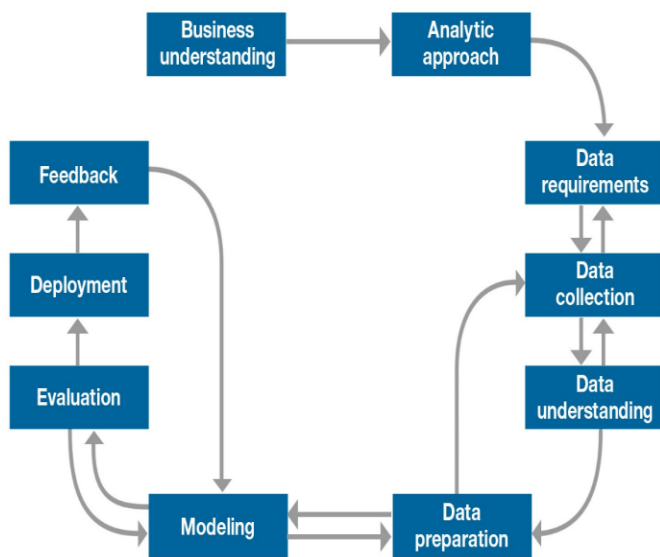 Business
understanding
Analytic
approach
Data
requirements
Data
collection
Data
understanding
Data
preparation
Modeling
Evaluation
Deployment
Feedback